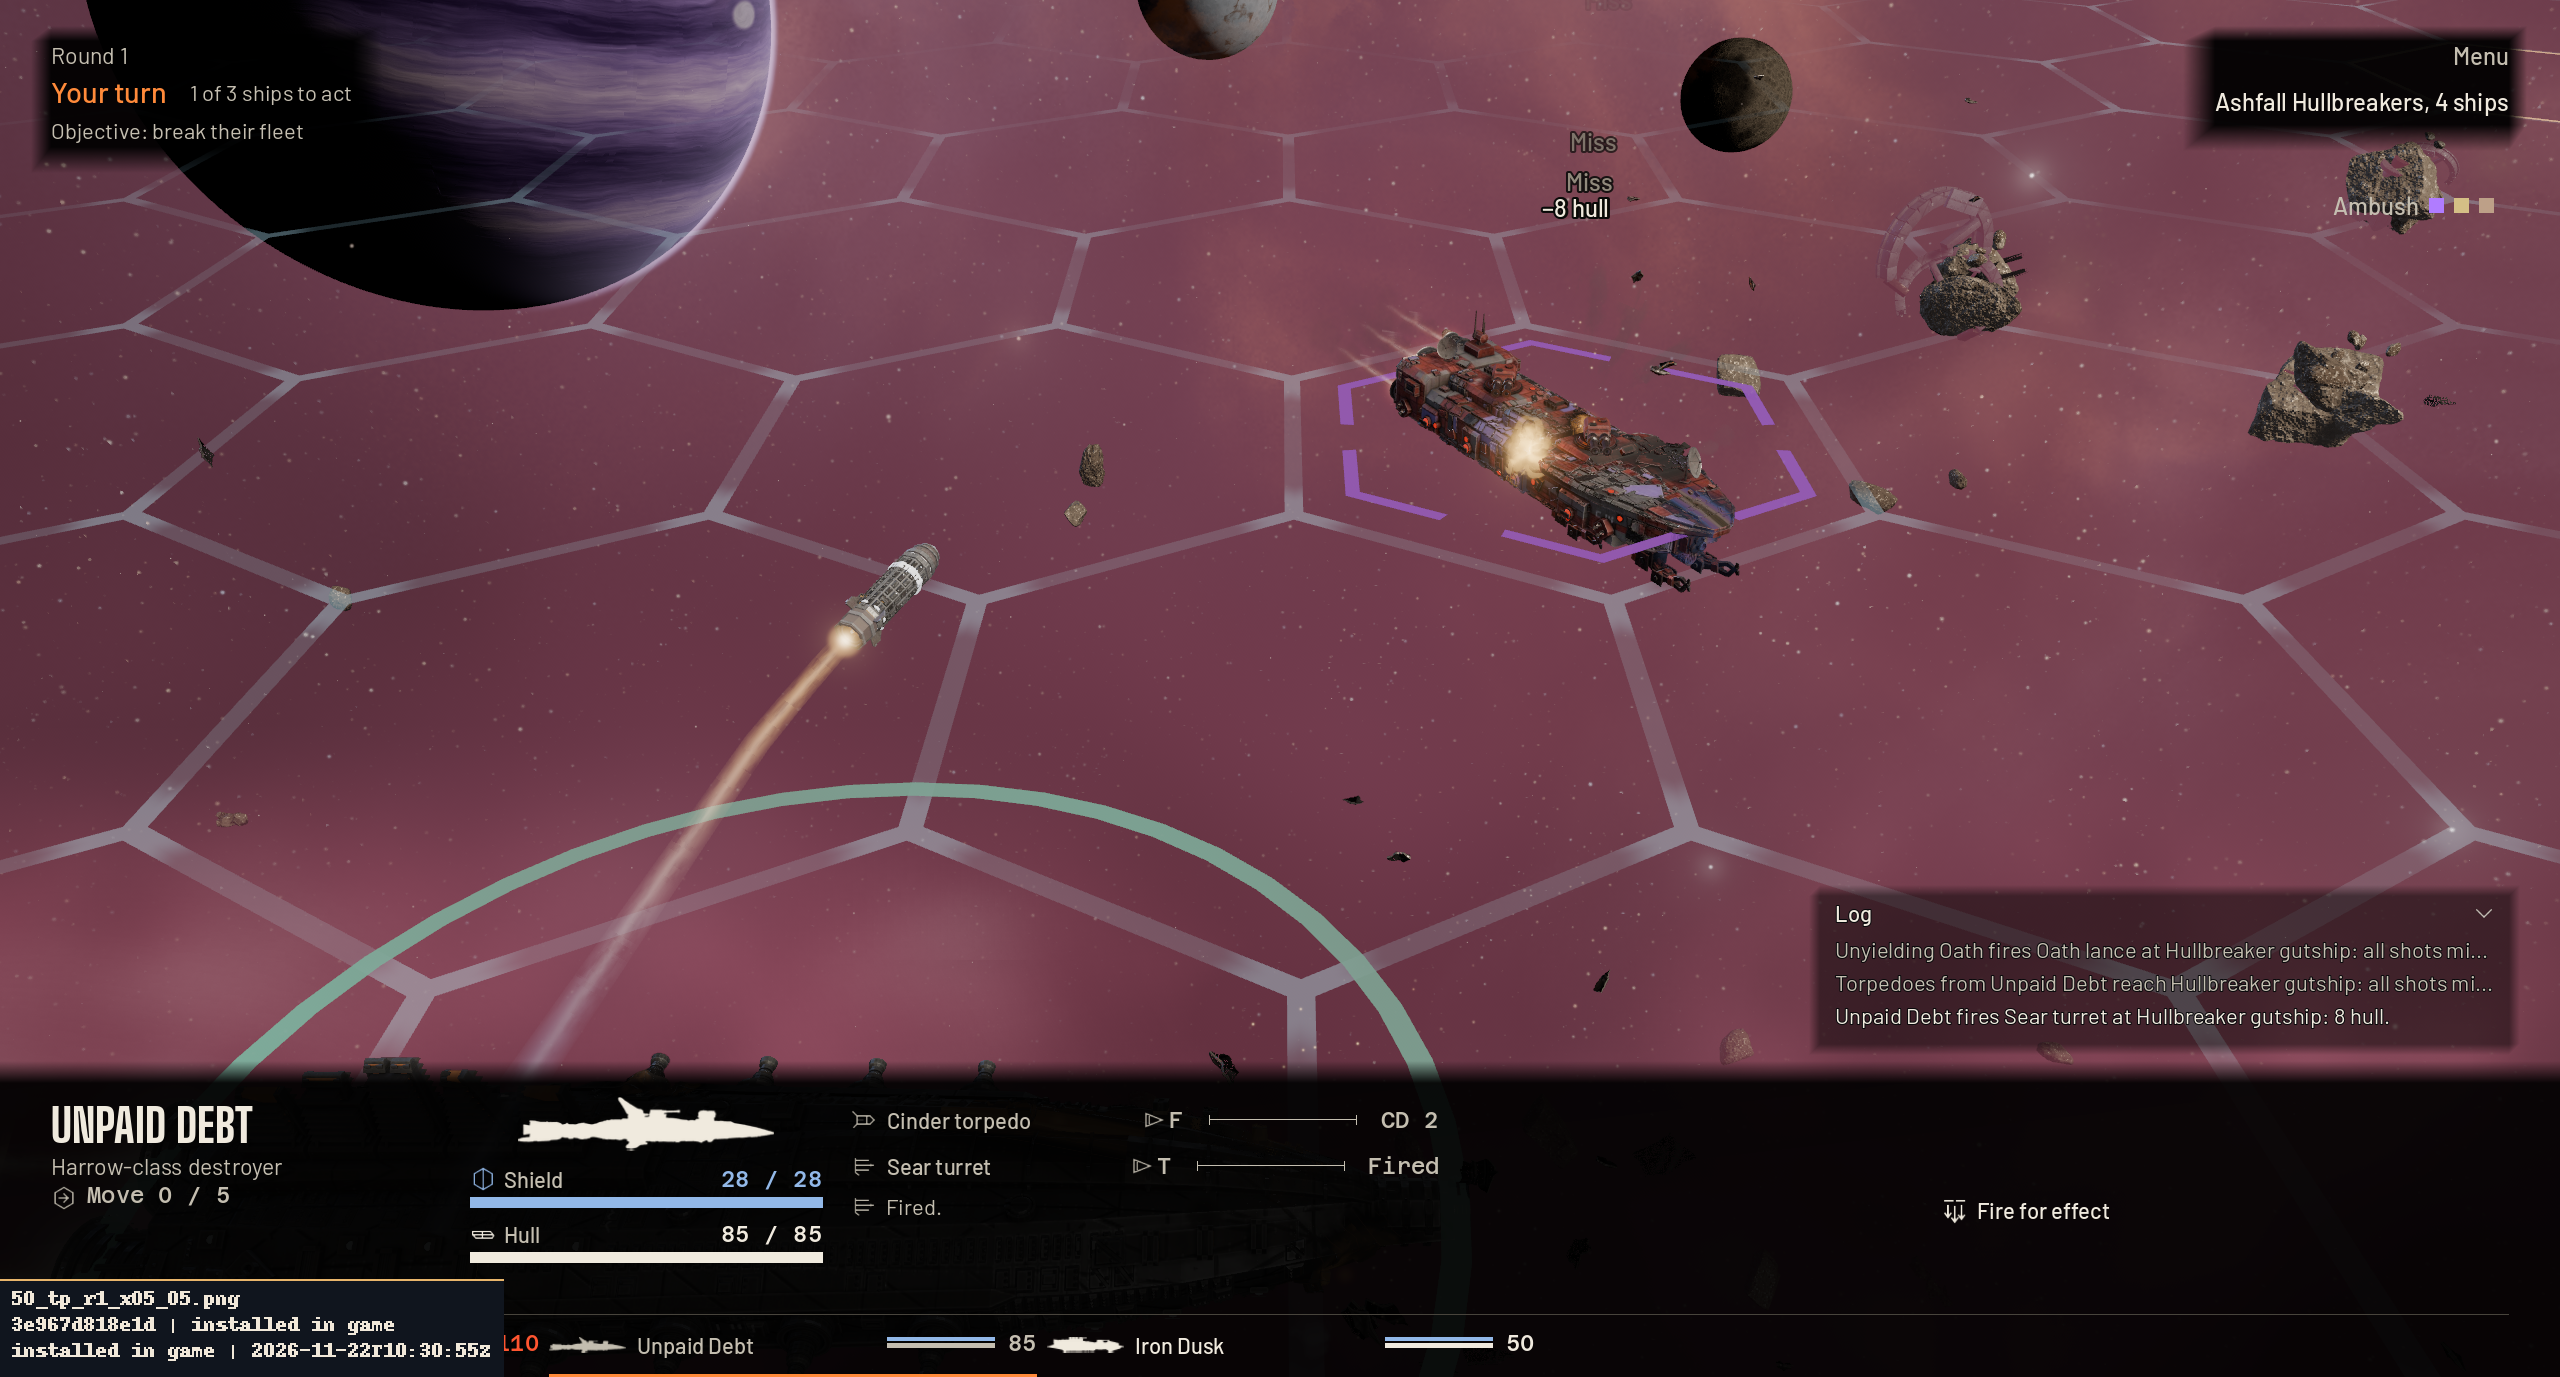 Round 1
Your turn 1 of 3 ships to act
Objective: break their fleet
Menu
Ashfall Hullbreakers, 4 ships
Ambush
Miss
Miss
Miss
-8 hull
Log
Unyielding Oath fires Oath lance at Hullbreaker gutship: all shots mi...
Torpedoes from Unpaid Debt reach Hullbreaker gutship: all shots mi...
Unpaid Debt fires Sear turret at Hullbreaker gutship: 8 hull.
UNPAID DEBT
Harrow-class destroyer
Move 0 / 5
Shield 28 / 28
Hull 85 / 85
Cinder torpedo F CD 2
Sear turret T Fired
Fired.
Fire for effect
50_tp_r1_x05_05.png
3e967d818e1d | installed in game
installed in game | 2026-11-22T10:30:55Z
110 Unpaid Debt 85 Iron Dusk 50